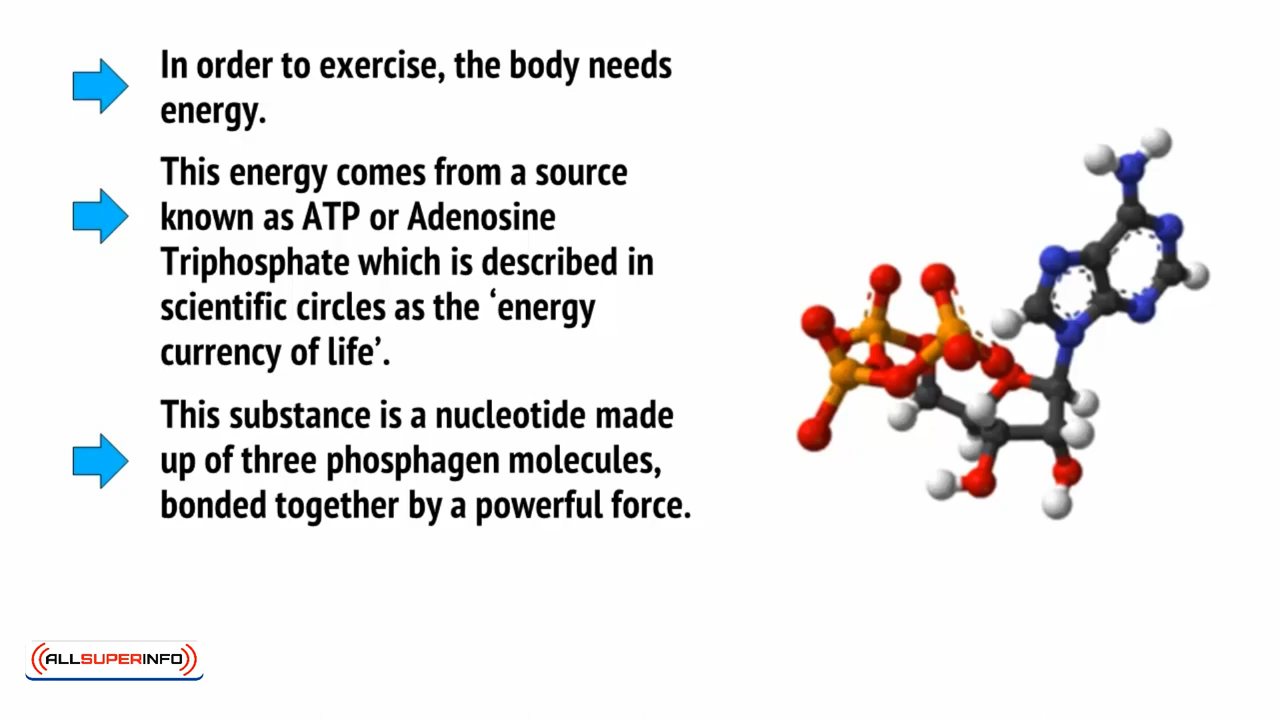 In order to exercise, the body needs
energy.
This energy comes from a source
known as ATP or Adenosine
Triphosphate which is described in
scientific circles as the ‘energy
currency of life’.
This substance is a nucleotide made
up of three phosphagen molecules,
bonded together by a powerful force.
ALLSUPERINFO